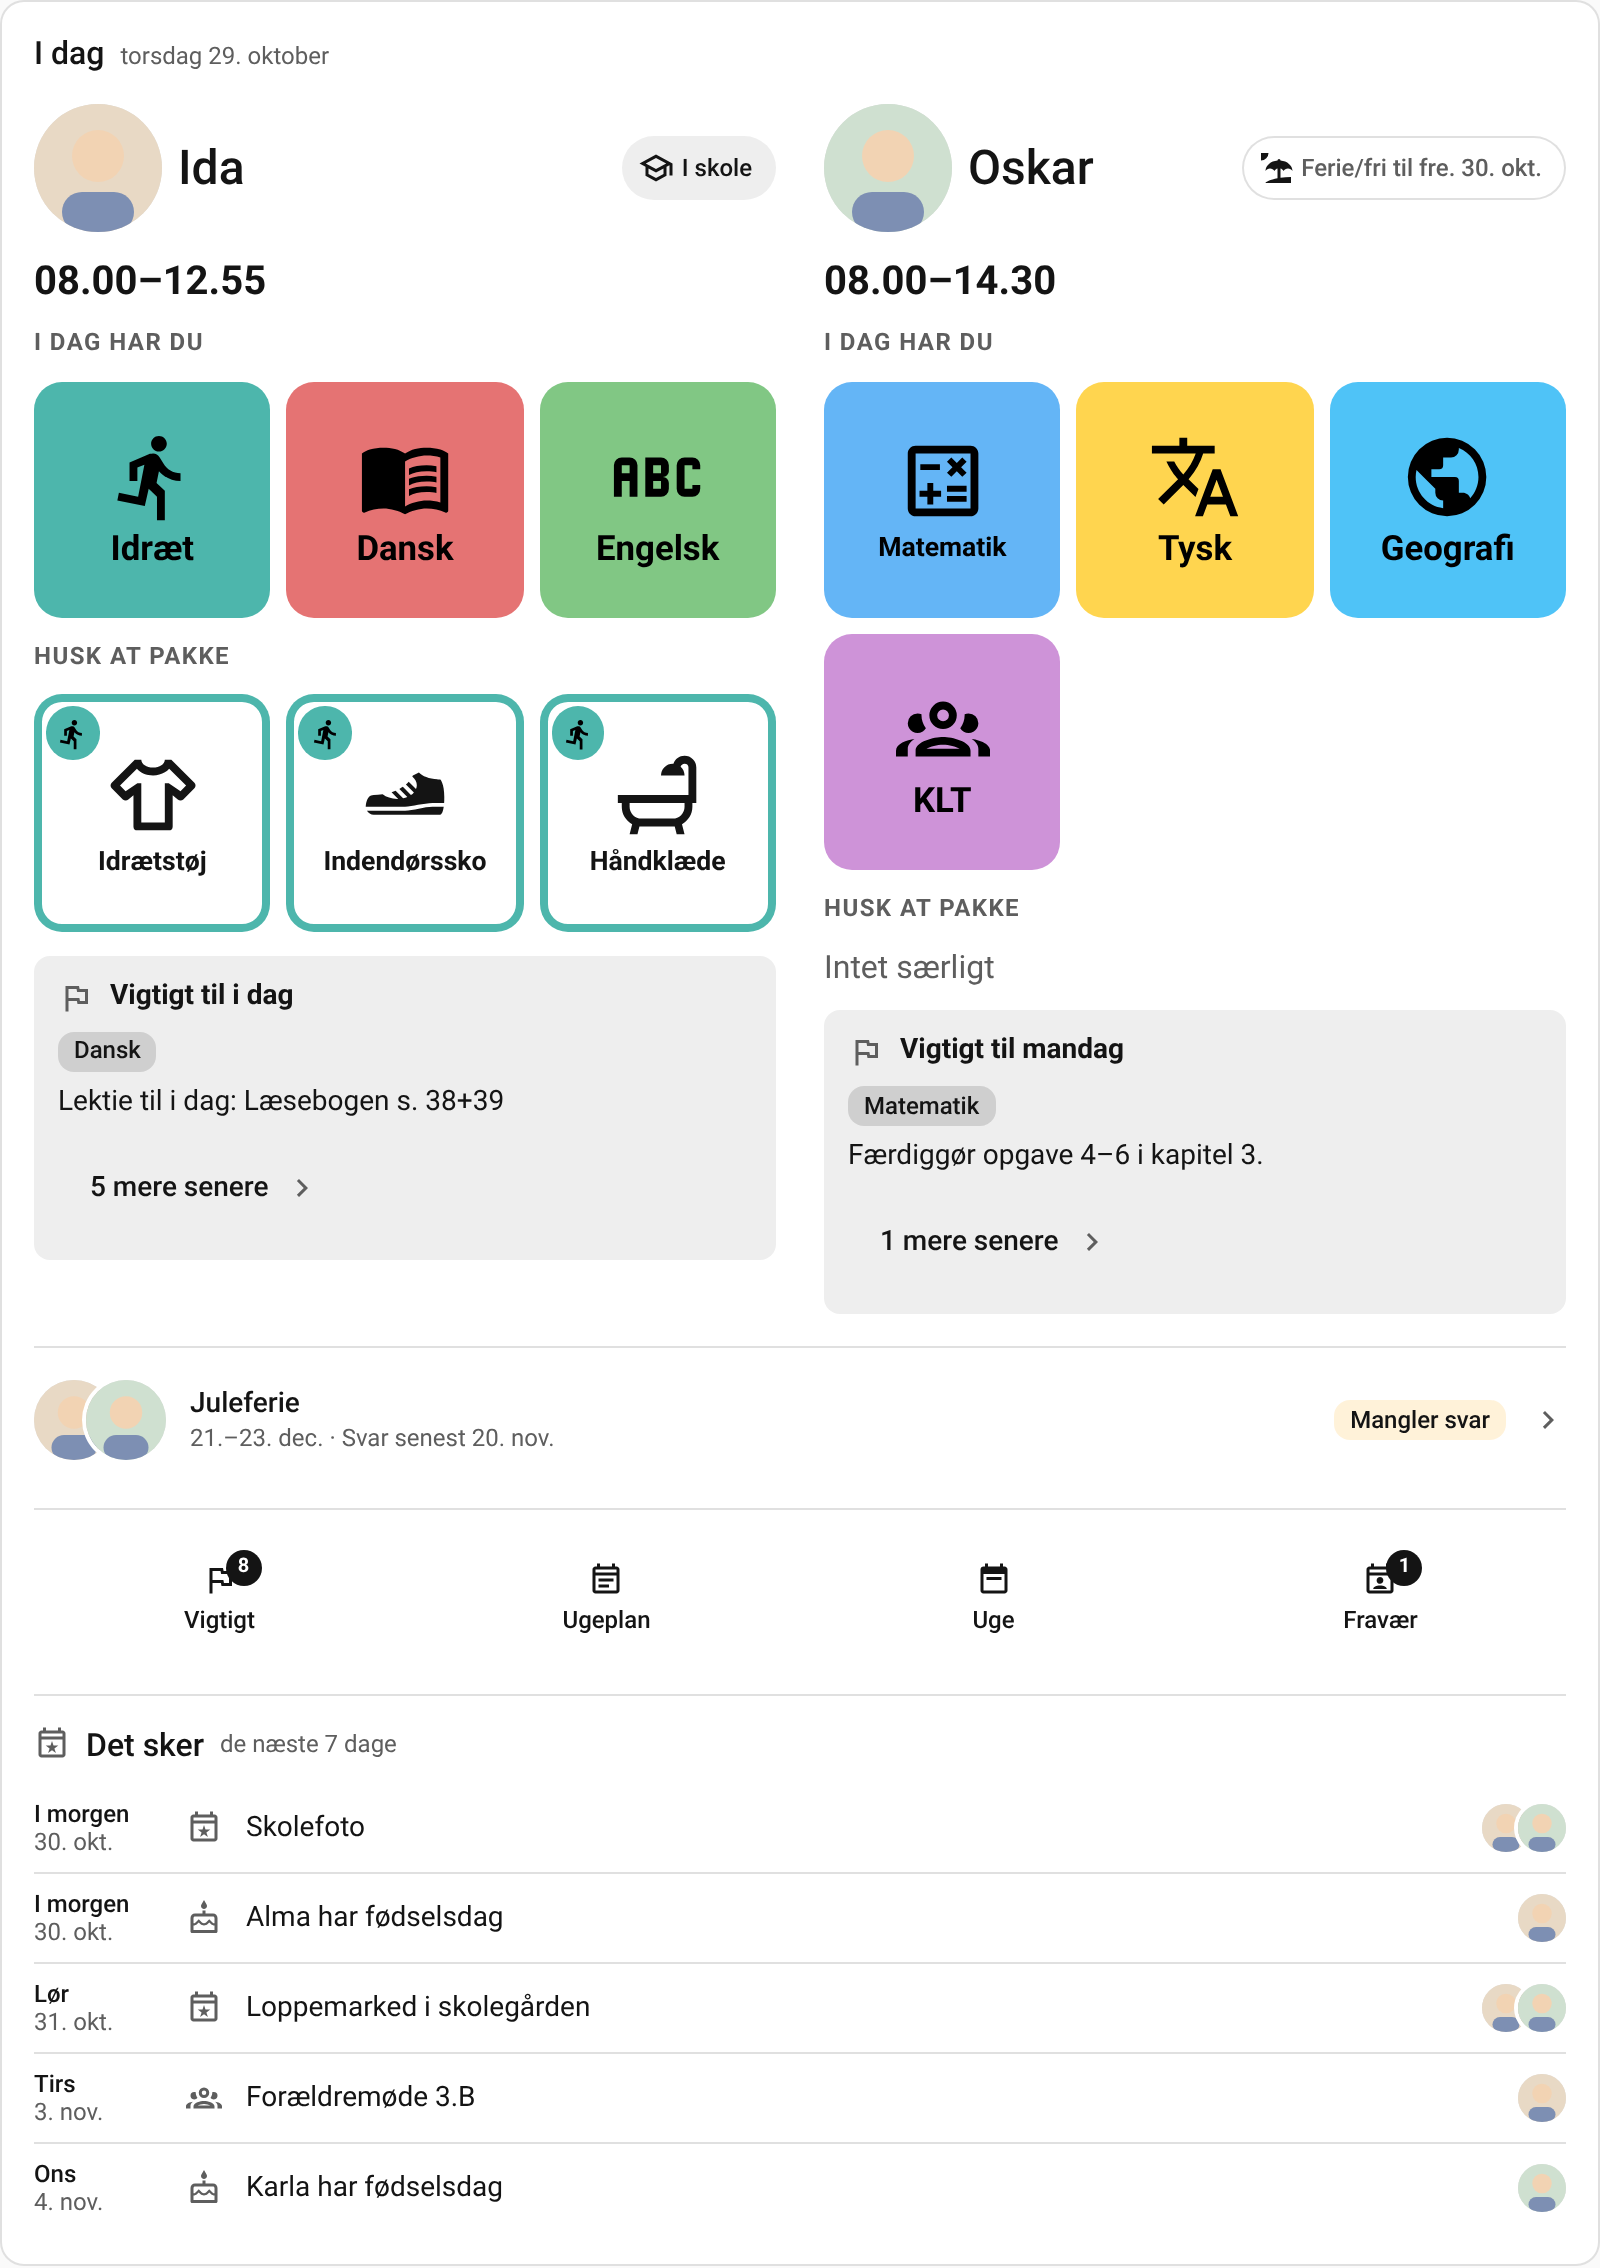 I dag torsdag 29. oktober
Ida
I skole
08.00–12.55
I DAG HAR DU
Idræt
Dansk
ABC
Engelsk
HUSK AT PAKKE
Idrætstøj
Indendørssko
Håndklæde
Vigtigt til i dag
Dansk
Lektie til i dag: Læsebogen s. 38+39
5 mere senere
Oskar
Ferie/fri til fre. 30. okt.
08.00–14.30
I DAG HAR DU
Matematik
文A
Tysk
Geografi
KLT
HUSK AT PAKKE
Intet særligt
Vigtigt til mandag
Matematik
Færdiggør opgave 4–6 i kapitel 3.
1 mere senere
Juleferie
21.–23. dec. · Svar senest 20. nov.
Mangler svar
8
Vigtigt
Ugeplan
Uge
1
Fravær
Det sker de næste 7 dage
I morgen
30. okt.
Skolefoto
I morgen
30. okt.
Alma har fødselsdag
Lør
31. okt.
Loppemarked i skolegården
Tirs
3. nov.
Forældremøde 3.B
Ons
4. nov.
Karla har fødselsdag